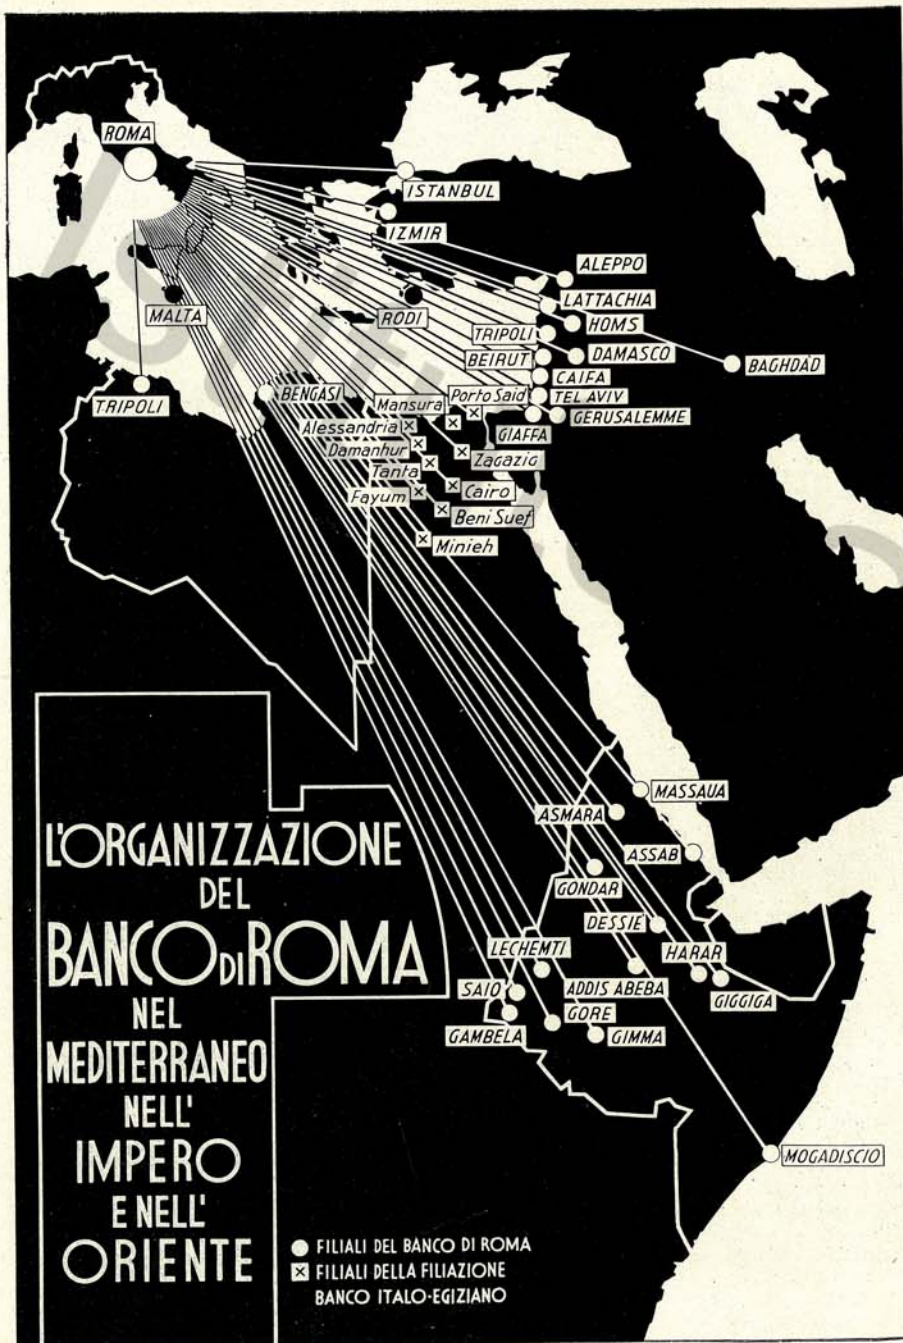 ROMA
ISTANBUL
IZMIR
ALEPPO
LATTACHIA
MALTA
RODI
TRIPOLI
HOMS
BEIRUT
DAMASCO
BAGHDAD
CAIFA
TRIPOLI
BENGASI
Mansura
Porto Said
TEL AVIV
GERUSALEMME
Alessandria
GIAFFA
Damanhur
Zagazig
Tanta
Fayum
Cairo
Beni Suef
Minieh
MASSAUA
ASMARA
ASSAB
GONDAR
DESSIE
LECHEMTI
HARAR
SAIO
ADDIS ABEBA
GIGGIGA
GORE
GAMBELA
GIMMA
MOGADISCIO
L'ORGANIZZAZIONE
DEL
BANCO DI ROMA
NEL
MEDITERRANEO
NELL'
IMPERO
E NELL'
ORIENTE
FILIALI DEL BANCO DI ROMA
FILIALI DELLA FILIAZIONE
BANCO ITALO-EGIZIANO